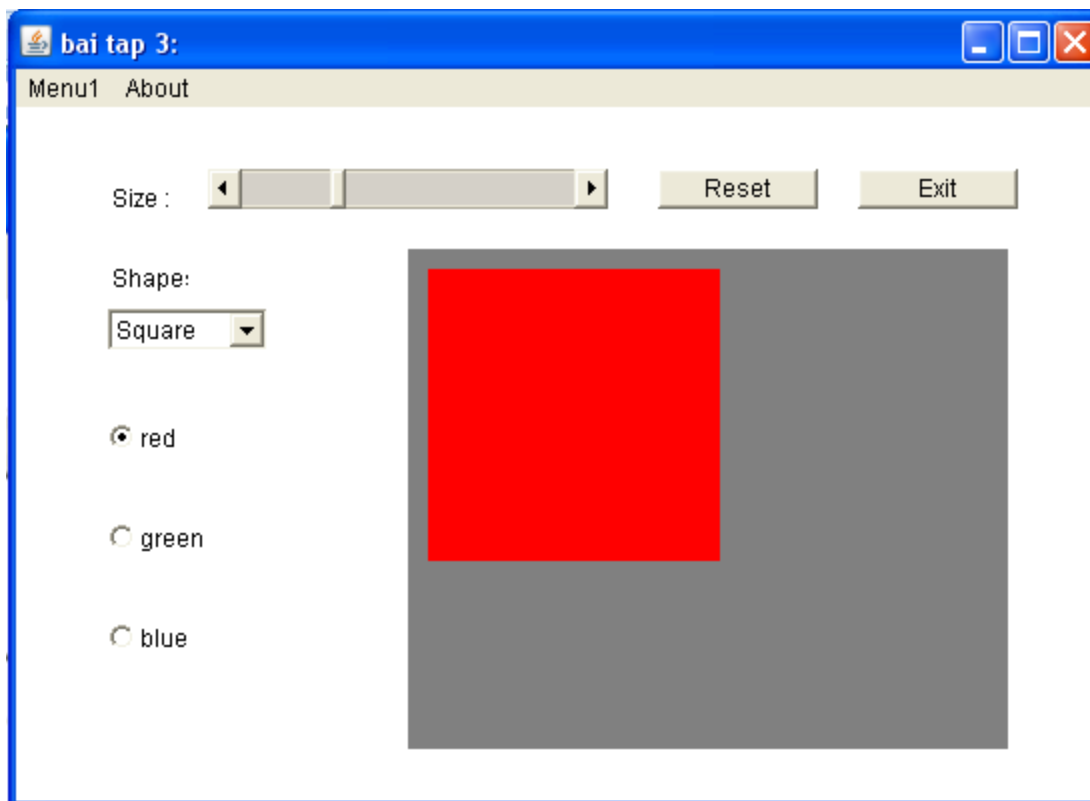 bai tap 3:
Menu1 About
Size :
Reset
Exit
Shape:
Square
red
green
blue